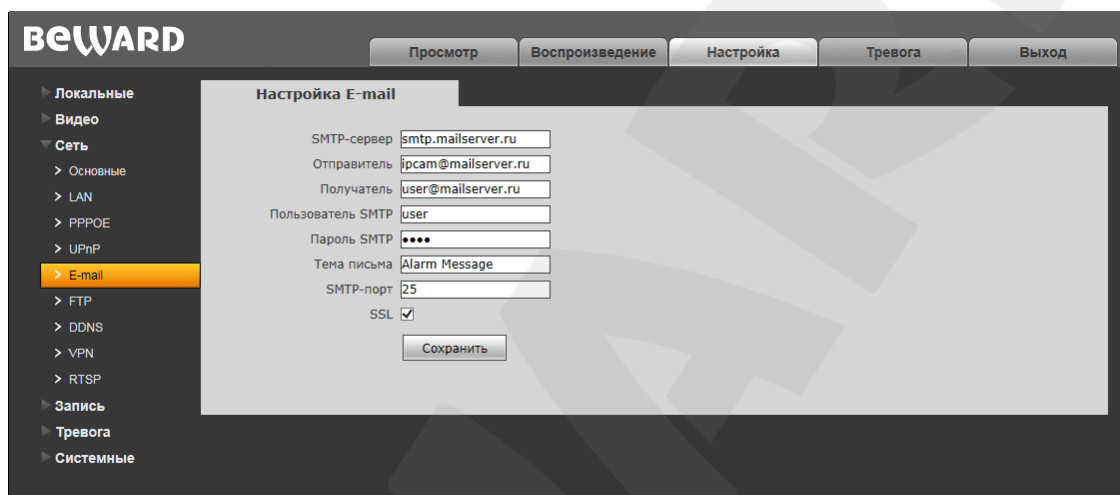 BEWARD
Просмотр
Воспроизведение
Настройка
Тревога
Выход
Локальные
Видео
Сеть
Основные
LAN
PPPOE
UPnP
E-mail
FTP
DDNS
VPN
RTSP
Запись
Тревога
Системные
Настройка E-mail
SMTP-сервер smtp.mailserver.ru
Отправитель ipcam@mailserver.ru
Получатель user@mailserver.ru
Пользователь SMTP user
Пароль SMTP ••••
Тема письма Alarm Message
SMTP-порт 25
SSL
Сохранить